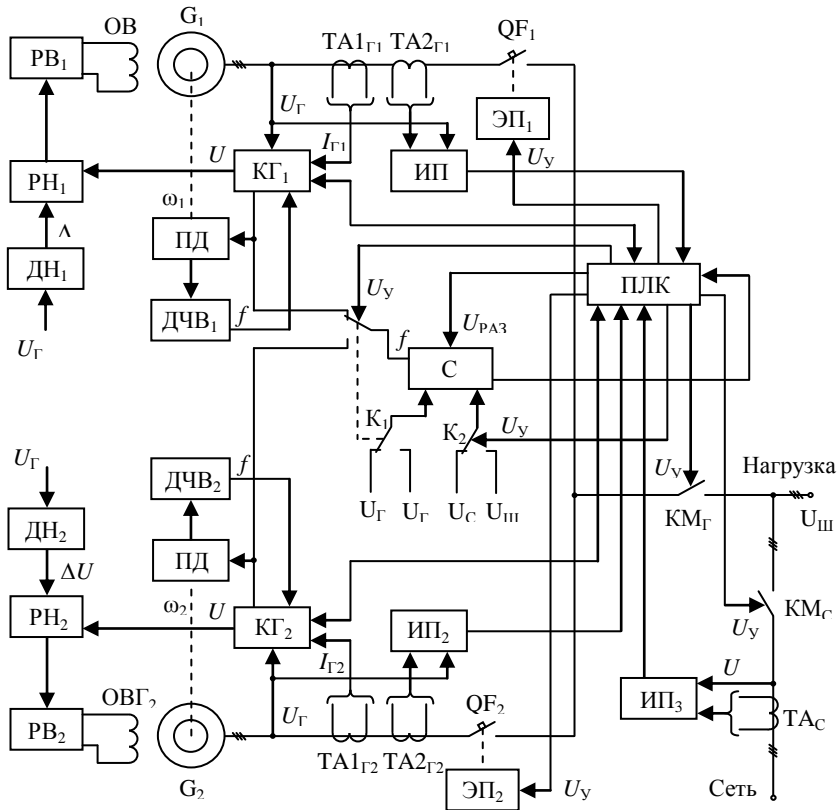 ОВ G₁ ТА1Г1 ТА2Г1 QF₁
РВ₁
UГ ЭП₁
IГ1
U КГ₁ ИП UУ
РН₁
ω₁
ПД ПЛК
ДН₁ UУ
ДЧВ₁ f UРАЗ
UГ f
С
К₁
К₂ UУ
UГ ДЧВ₂ f UУ Нагрузка
UГ UГ UС UШ КМГ UШ
ДН₂
ПД
ΔU
РН₂ ω₂ U КГ₂ ИП₂ UУ КМС
IГ2
U
ОВГ₂ QF₂ ИП₃
РВ₂ UГ ТАС
G₂ ТА1Г2 ТА2Г2
ЭП₂ UУ Сеть